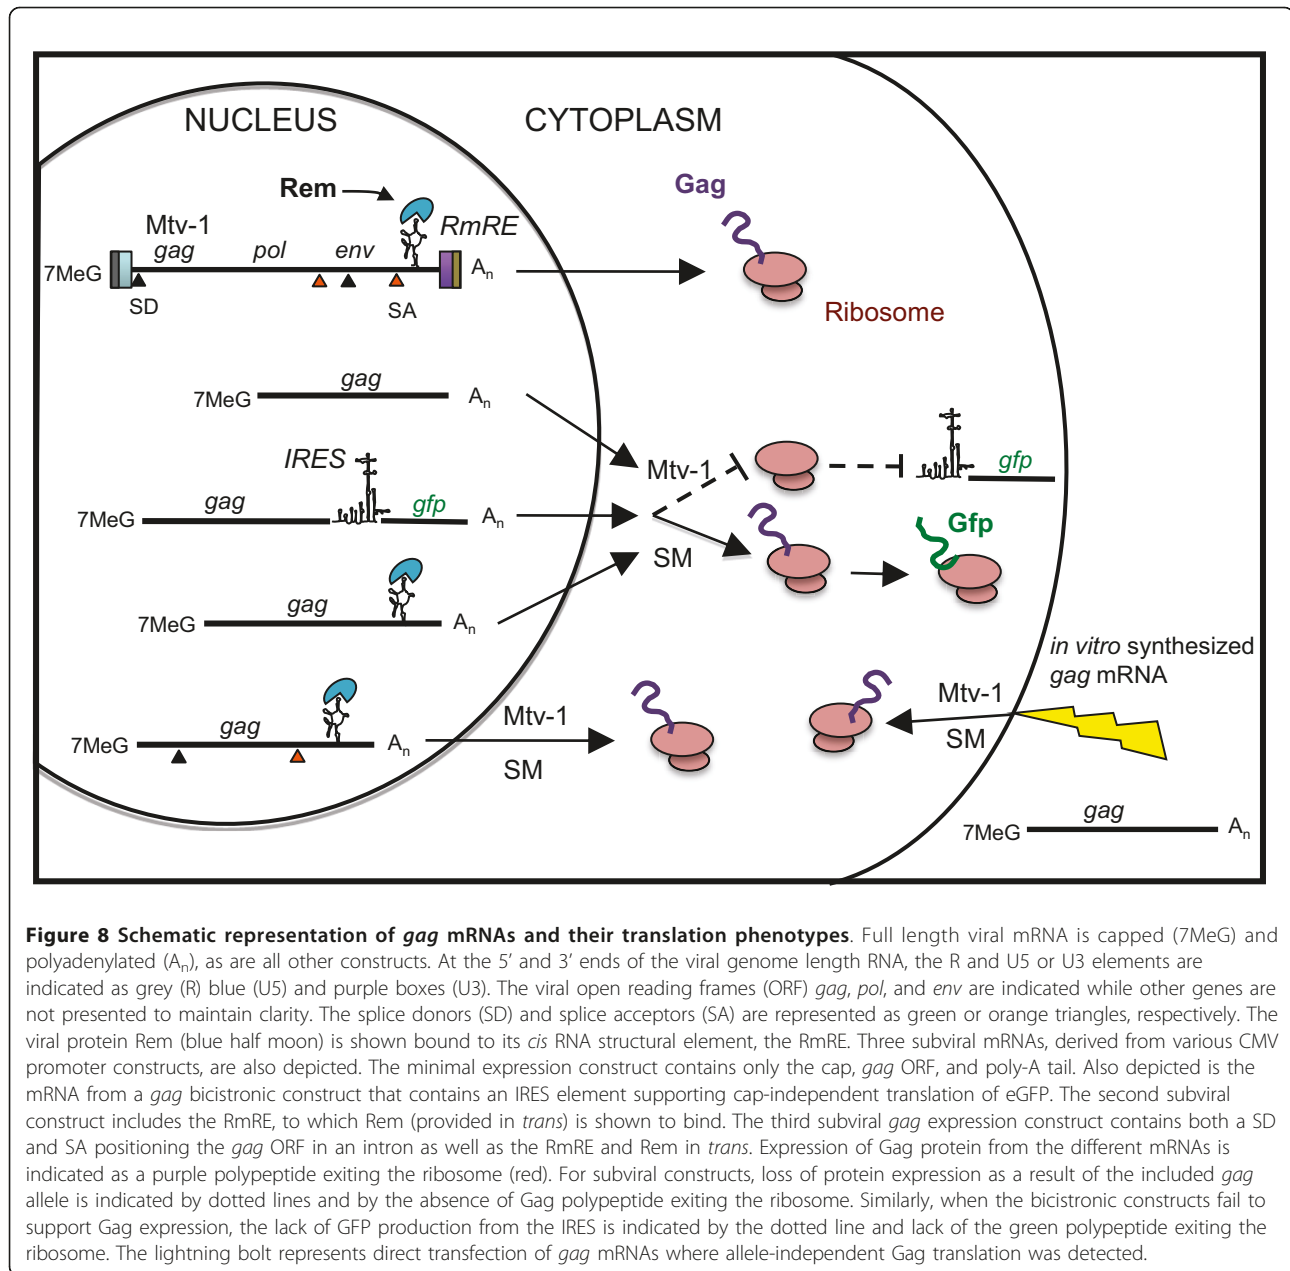 NUCLEUS
CYTOPLASM
Rem
Gag
Mtv-1
RmRE
gag
pol
env
7MeG
An
SD
SA
Ribosome
gag
7MeG
An
IRES
Mtv-1
gfp
gag
gfp
7MeG
An
Gfp
SM
gag
7MeG
An
in vitro synthesized
gag mRNA
Mtv-1
Mtv-1
gag
7MeG
An
SM
SM
gag
7MeG
An
Figure 8 Schematic representation of gag mRNAs and their translation phenotypes. Full length viral mRNA is capped (7MeG) and
polyadenylated (An), as are all other constructs. At the 5’ and 3’ ends of the viral genome length RNA, the R and U5 or U3 elements are
indicated as grey (R) blue (U5) and purple boxes (U3). The viral open reading frames (ORF) gag, pol, and env are indicated while other genes are
not presented to maintain clarity. The splice donors (SD) and splice acceptors (SA) are represented as green or orange triangles, respectively. The
viral protein Rem (blue half moon) is shown bound to its cis RNA structural element, the RmRE. Three subviral mRNAs, derived from various CMV
promoter constructs, are also depicted. The minimal expression construct contains only the cap, gag ORF, and poly-A tail. Also depicted is the
mRNA from a gag bicistronic construct that contains an IRES element supporting cap-independent translation of eGFP. The second subviral
construct includes the RmRE, to which Rem (provided in trans) is shown to bind. The third subviral gag expression construct contains both a SD
and SA positioning the gag ORF in an intron as well as the RmRE and Rem in trans. Expression of Gag protein from the different mRNAs is
indicated as a purple polypeptide exiting the ribosome (red). For subviral constructs, loss of protein expression as a result of the included gag
allele is indicated by dotted lines and by the absence of Gag polypeptide exiting the ribosome. Similarly, when the bicistronic constructs fail to
support Gag expression, the lack of GFP production from the IRES is indicated by the dotted line and lack of the green polypeptide exiting the
ribosome. The lightning bolt represents direct transfection of gag mRNAs where allele-independent Gag translation was detected.